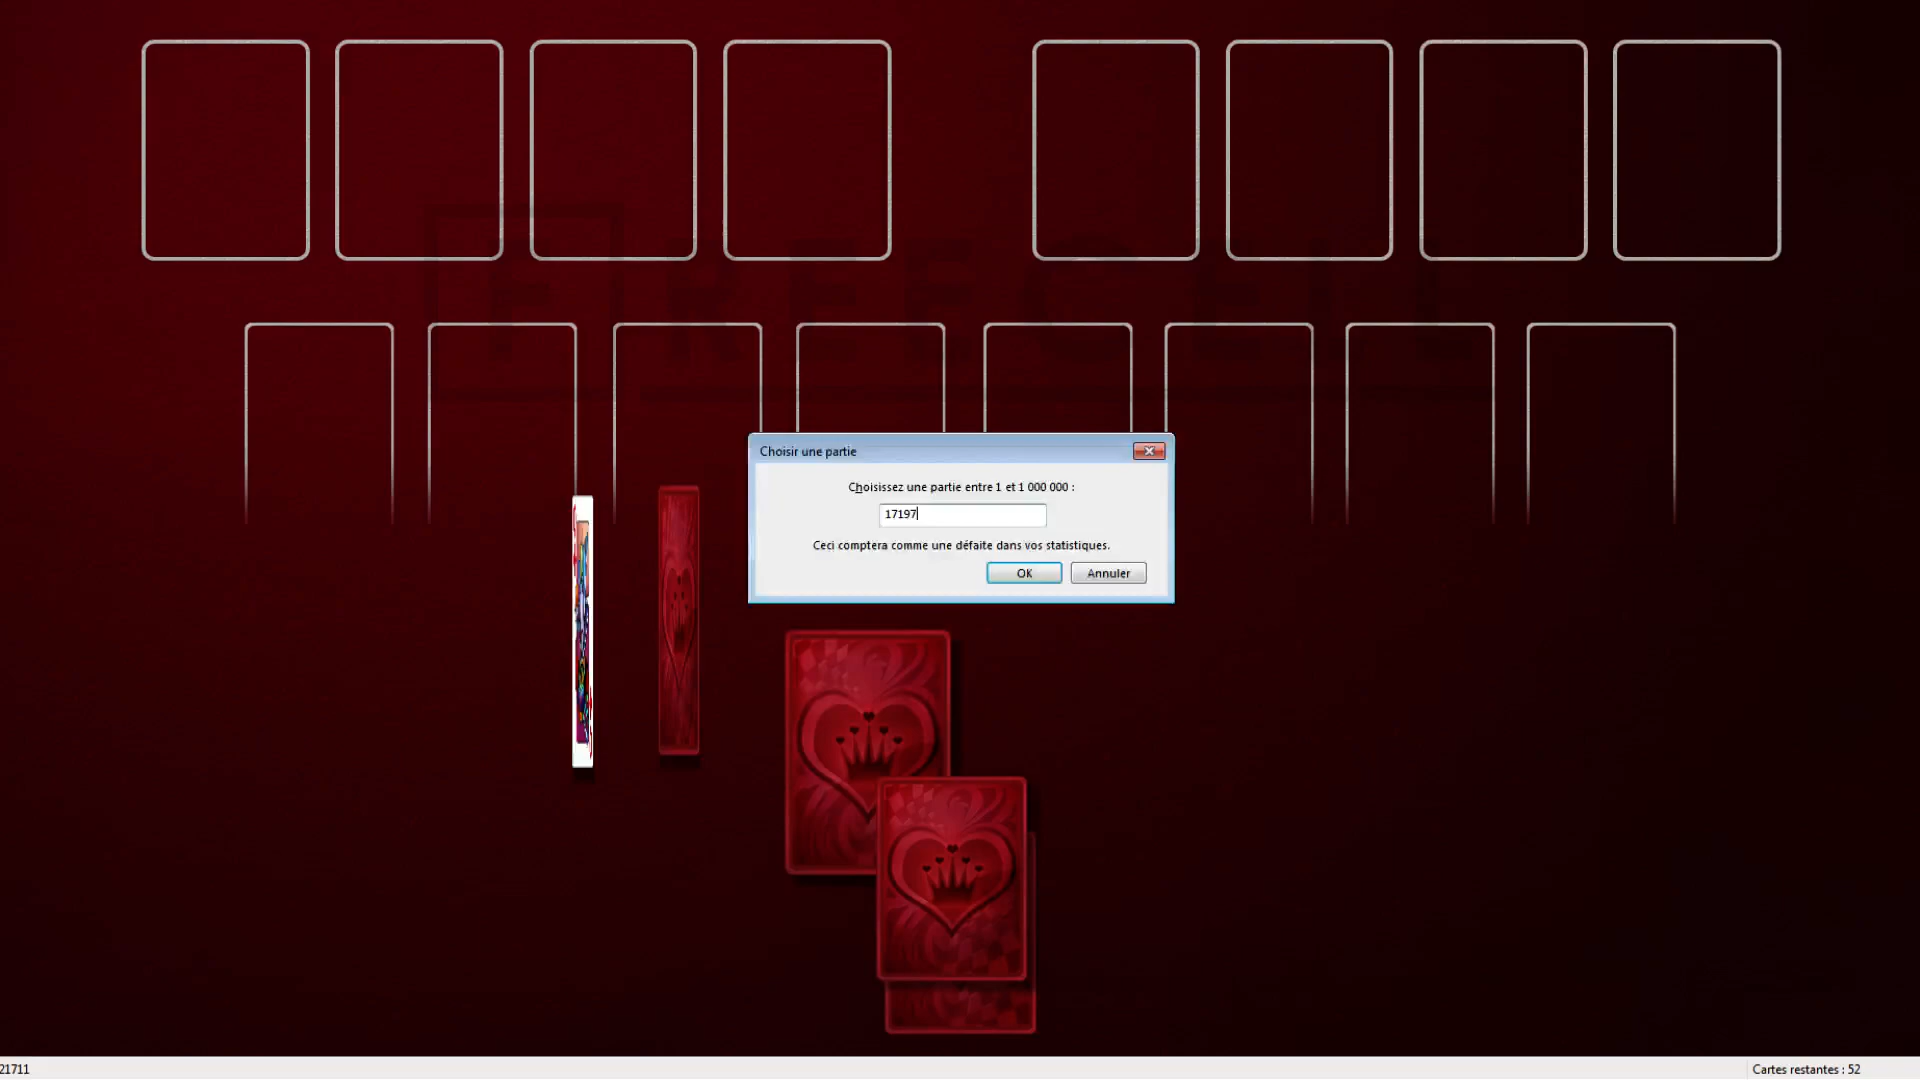 FREECELL
Choisir une partie
Choisissez une partie entre 1 et 1 000 000 :
17197
Ceci comptera comme une défaite dans vos statistiques.
OK
Annuler
21711
Cartes restantes : 52